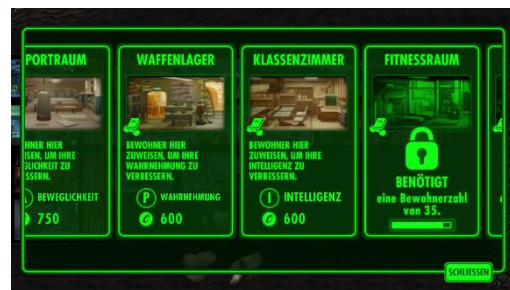 PORTRAUM
HNER HIER
ISEN, UM IHRE
GLICHKEIT ZU
SSERN.
BEWEGLICHKEIT
750
WAFFENLAGER
BEWOHNER HIER
ZUWEISEN, UM IHRE
WAHRNEHMUNG ZU
VERBESSERN.
P WAHRNEHMUNG
600
KLASSENZIMMER
BEWOHNER HIER
ZUWEISEN, UM IHRE
INTELLIGENZ ZU
VERBESSERN.
I INTELLIGENZ
600
FITNESSRAUM
BENÖTIGT
eine Bewohnerzahl
von 35.
SCHLIESSEN